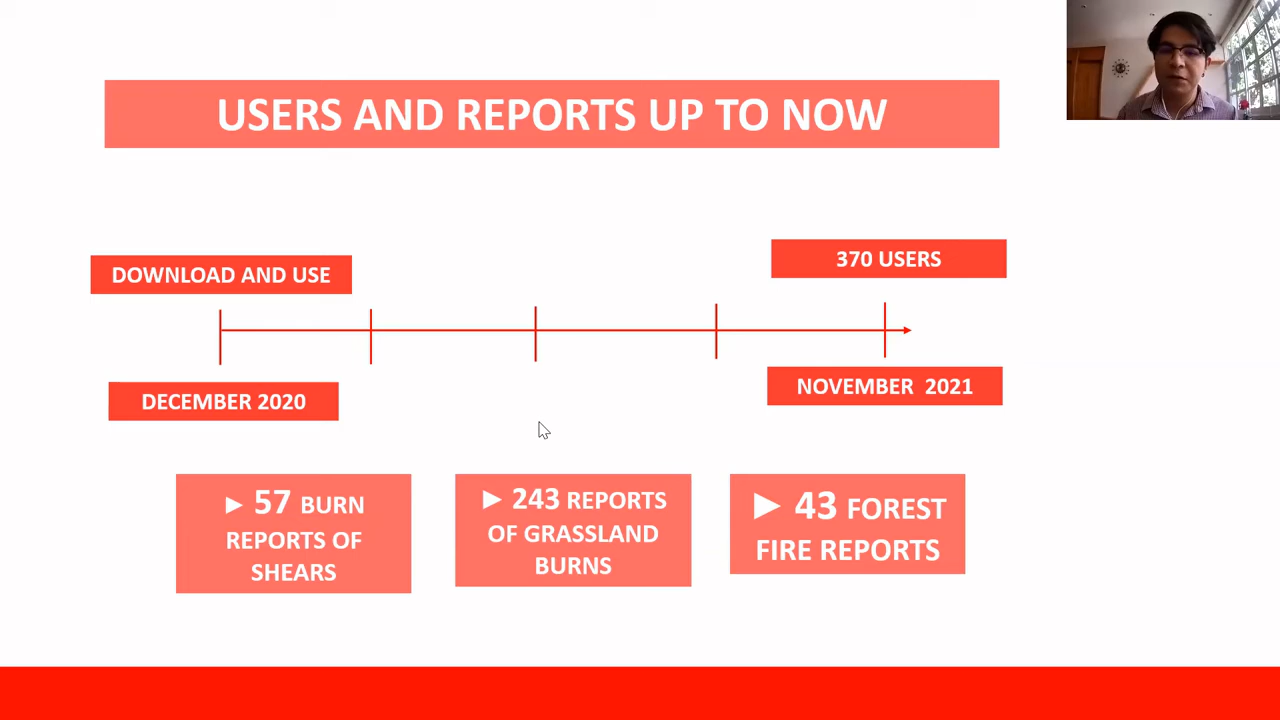 USERS AND REPORTS UP TO NOW
DOWNLOAD AND USE
370 USERS
DECEMBER 2020
NOVEMBER 2021
► 57 BURN
REPORTS OF
SHEARS
► 243 REPORTS
OF GRASSLAND
BURNS
► 43 FOREST
FIRE REPORTS